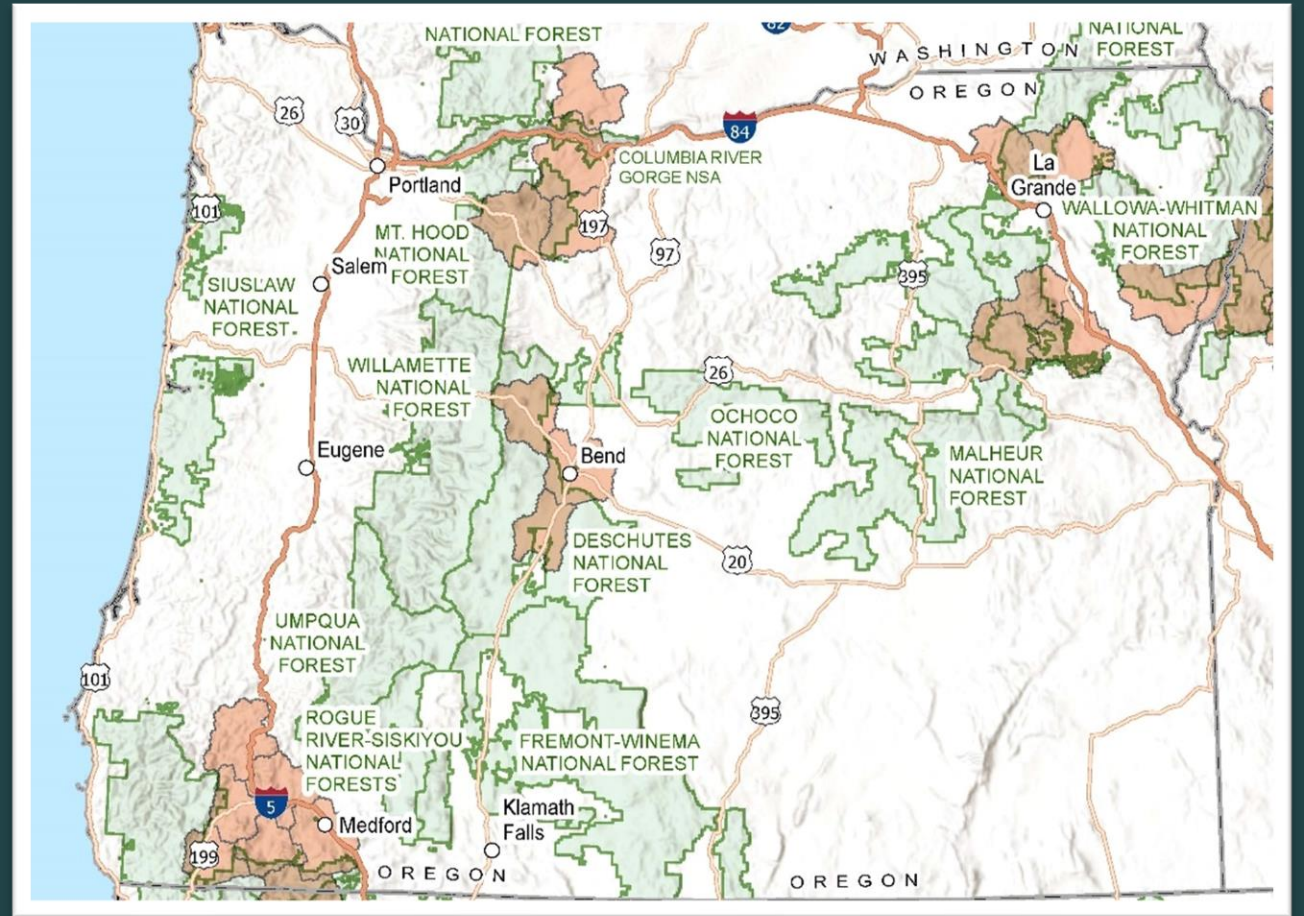 NATIONAL FOREST
82
NATIONAL
FOREST
WASHINGTON
OREGON
26
30
84
COLUMBIA RIVER
GORGE NSA
La
Grande
Portland
101
197
WALLOWA-WHITMAN
NATIONAL
FOREST
MT. HOOD
NATIONAL
FOREST
97
Salem
395
SIUSLAW
NATIONAL
FOREST
WILLAMETTE
NATIONAL
FOREST
26
OCHOCO
NATIONAL
FOREST
Eugene
Bend
MALHEUR
NATIONAL
FOREST
DESCHUTES
NATIONAL
FOREST
20
UMPQUA
NATIONAL
FOREST
101
ROGUE
RIVER-SISKIYOU
NATIONAL
FORESTS
395
FREMONT-WINEMA
NATIONAL FOREST
5
Klamath
Falls
Medford
199
OREGON
OREGON